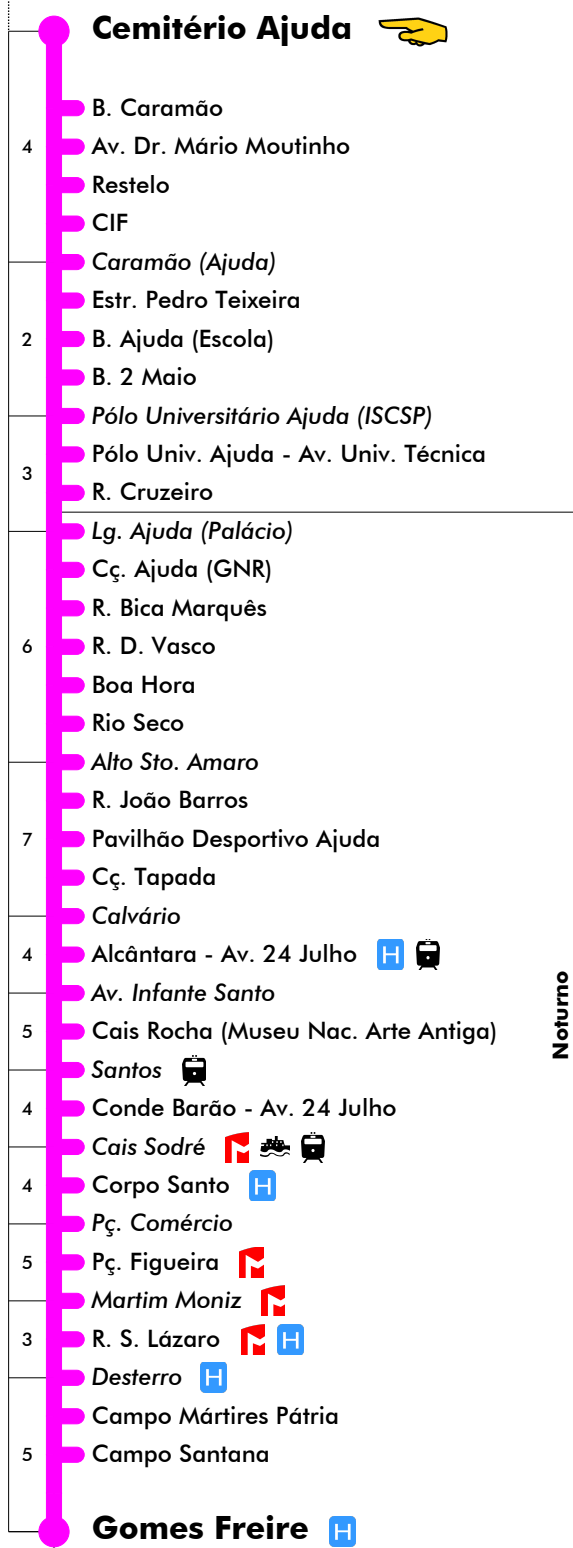 Cemitério Ajuda
B. Caramão
4 Av. Dr. Mário Moutinho
Restelo
CIF
Caramão (Ajuda)
Estr. Pedro Teixeira
2 B. Ajuda (Escola)
B. 2 Maio
Pólo Universitário Ajuda (ISCSP)
Pólo Univ. Ajuda - Av. Univ. Técnica
3
R. Cruzeiro
Lg. Ajuda (Palácio)
Cç. Ajuda (GNR)
R. Bica Marquês
6 R. D. Vasco
Boa Hora
Rio Seco
Alto Sto. Amaro
R. João Barros
7 Pavilhão Desportivo Ajuda
Cç. Tapada
Calvário
4 Alcântara - Av. 24 Julho H
Av. Infante Santo
Noturno
5 Cais Rocha (Museu Nac. Arte Antiga)
Santos
4 Conde Barão - Av. 24 Julho
Cais Sodré
4 Corpo Santo H
Pç. Comércio
5 Pç. Figueira
Martim Moniz
3 R. S. Lázaro H
Desterro H
Campo Mártires Pátria
5 Campo Santana
Gomes Freire H